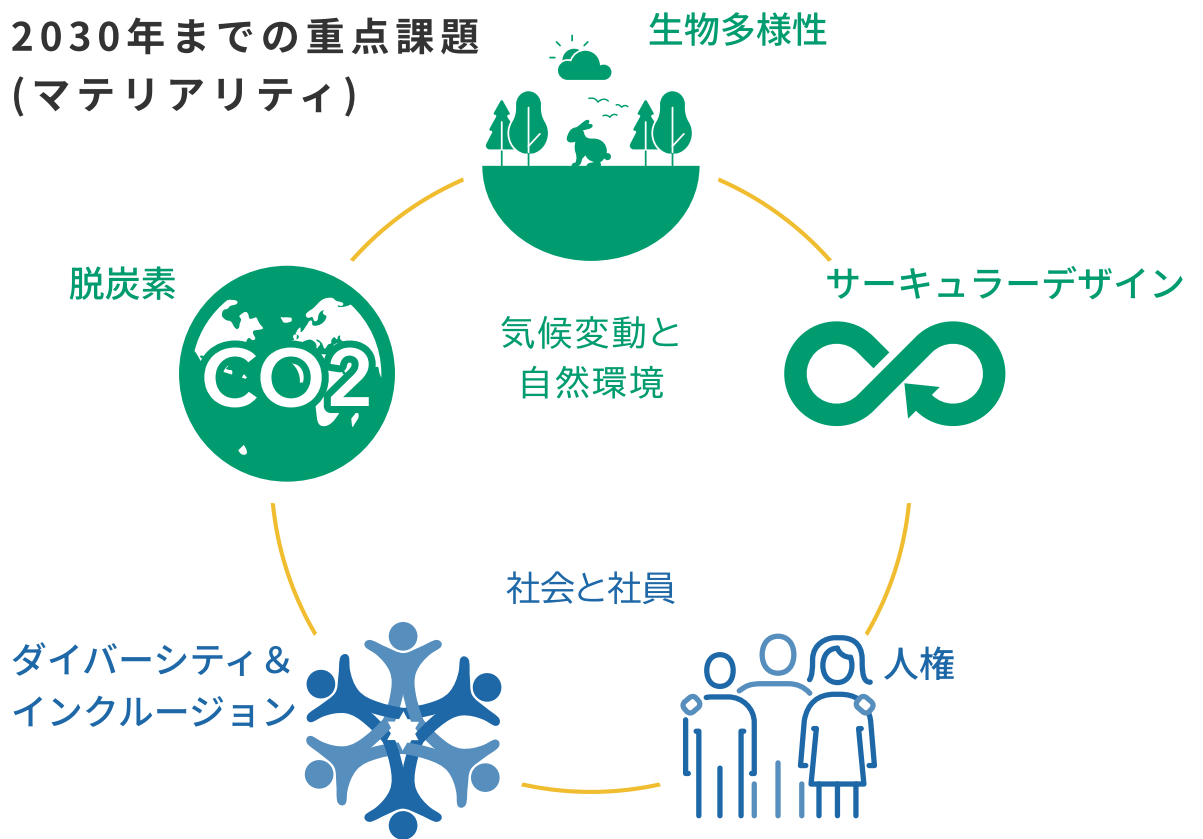 2030年までの重点課題
(マテリアリティ)
生物多様性
脱炭素
サーキュラーデザイン
CO2
気候変動と
自然環境
社会と社員
ダイバーシティ&
インクルージョン
人権